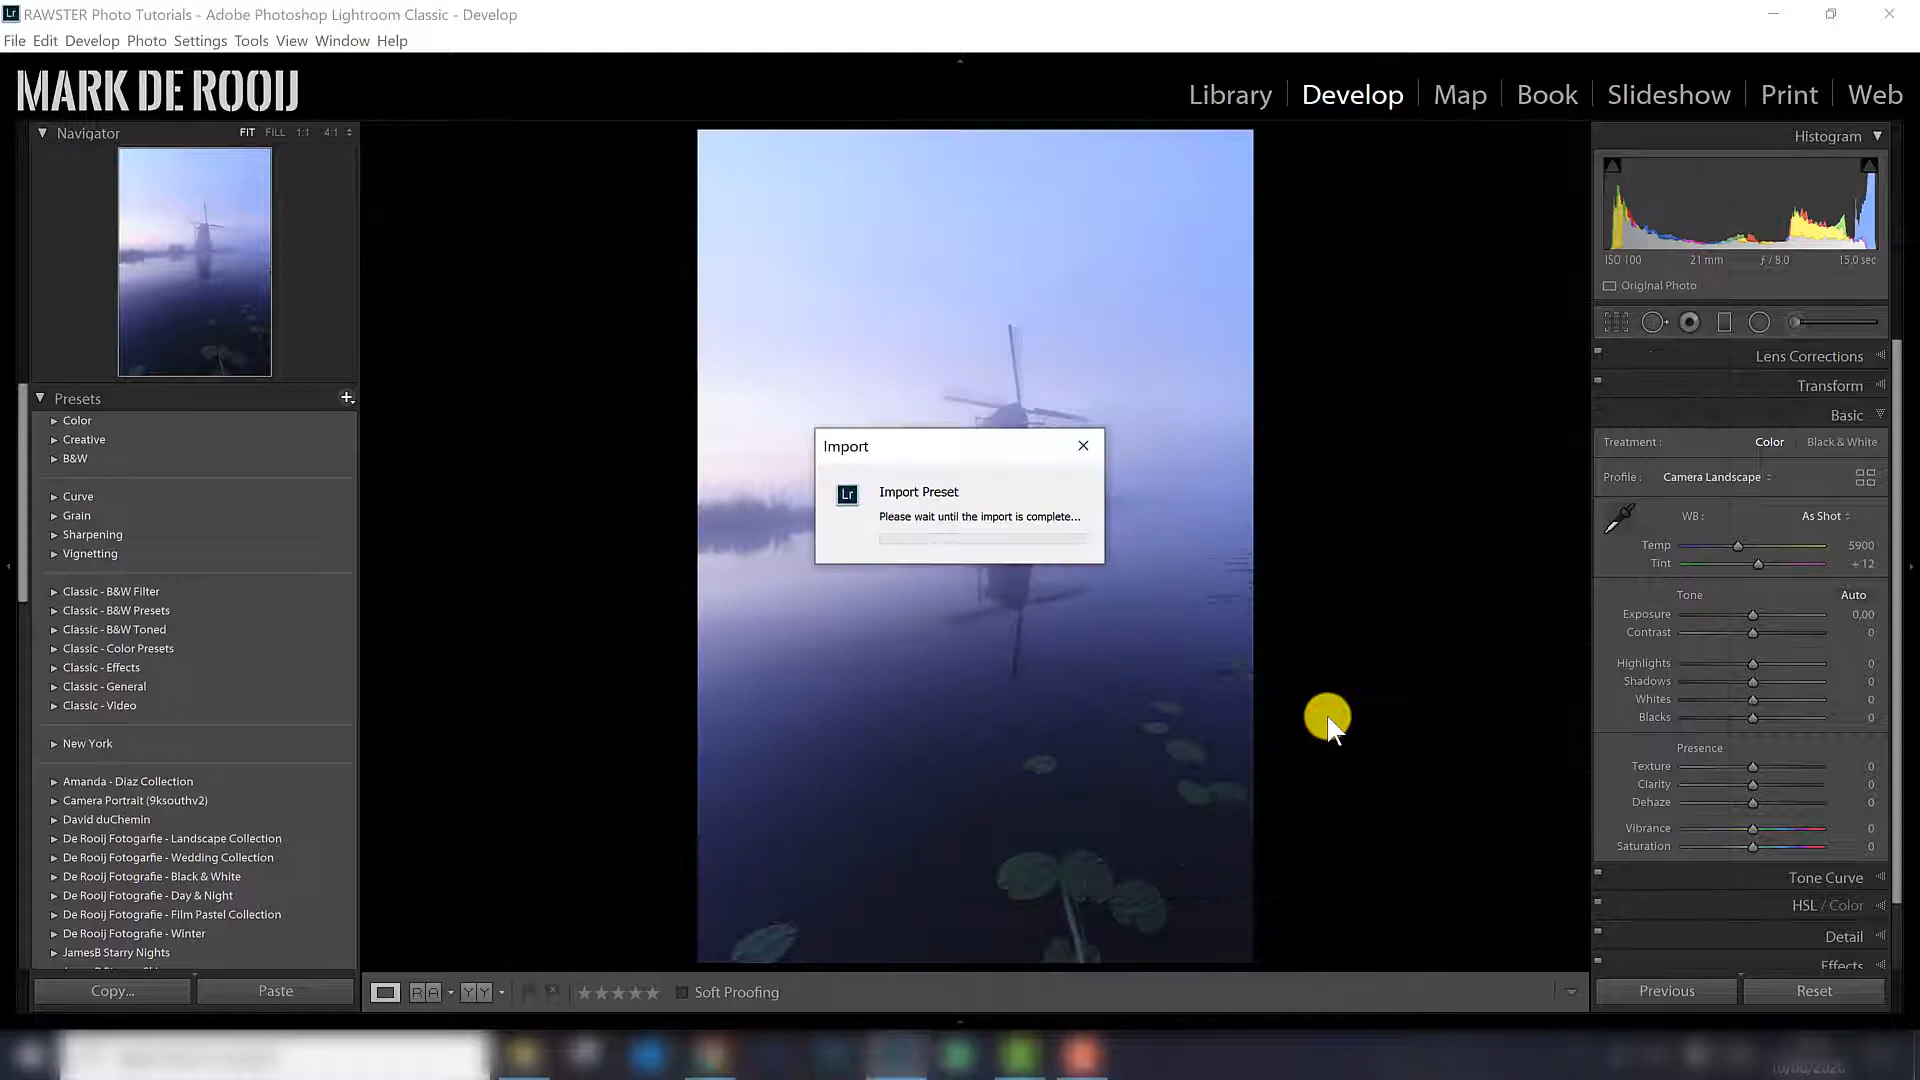 RAWSTER Photo Tutorials - Adobe Photoshop Lightroom Classic - Develop
File Edit Develop Photo Settings Tools View Window Help
MARK DE ROOIJ
Library Develop Map Book Slideshow Print Web
Navigator FIT FILL 1:1 4:1
Presets
Color
Creative
B&W
Curve
Grain
Sharpening
Vignetting
Classic - B&W Filter
Classic - B&W Presets
Classic - B&W Toned
Classic - Color Presets
Classic - Effects
Classic - General
Classic - Video
New York
Amanda - Diaz Collection
Camera Portrait (9ksouthv2)
David duChemin
De Rooij Fotogarfie - Landscape Collection
De Rooij Fotogarfie - Wedding Collection
De Rooij Fotografie - Black & White
De Rooij Fotografie - Day & Night
De Rooij Fotografie - Film Pastel Collection
De Rooij Fotografie - Winter
JamesB Starry Nights
Copy... Paste
Import
Lr
Import Preset
Please wait until the import is complete...
R A Y Y Soft Proofing
Histogram
ISO 100 21 mm ƒ / 8.0 15,0 sec
Original Photo
Lens Corrections
Transform
Basic
Treatment : Color Black & White
Profile : Camera Landscape
WB : As Shot
Temp 5900
Tint + 12
Tone Auto
Exposure 0,00
Contrast 0
Highlights 0
Shadows 0
Whites 0
Blacks 0
Presence
Texture 0
Clarity 0
Dehaze 0
Vibrance 0
Saturation 0
Tone Curve
HSL / Color
Detail
Effects
Previous Reset